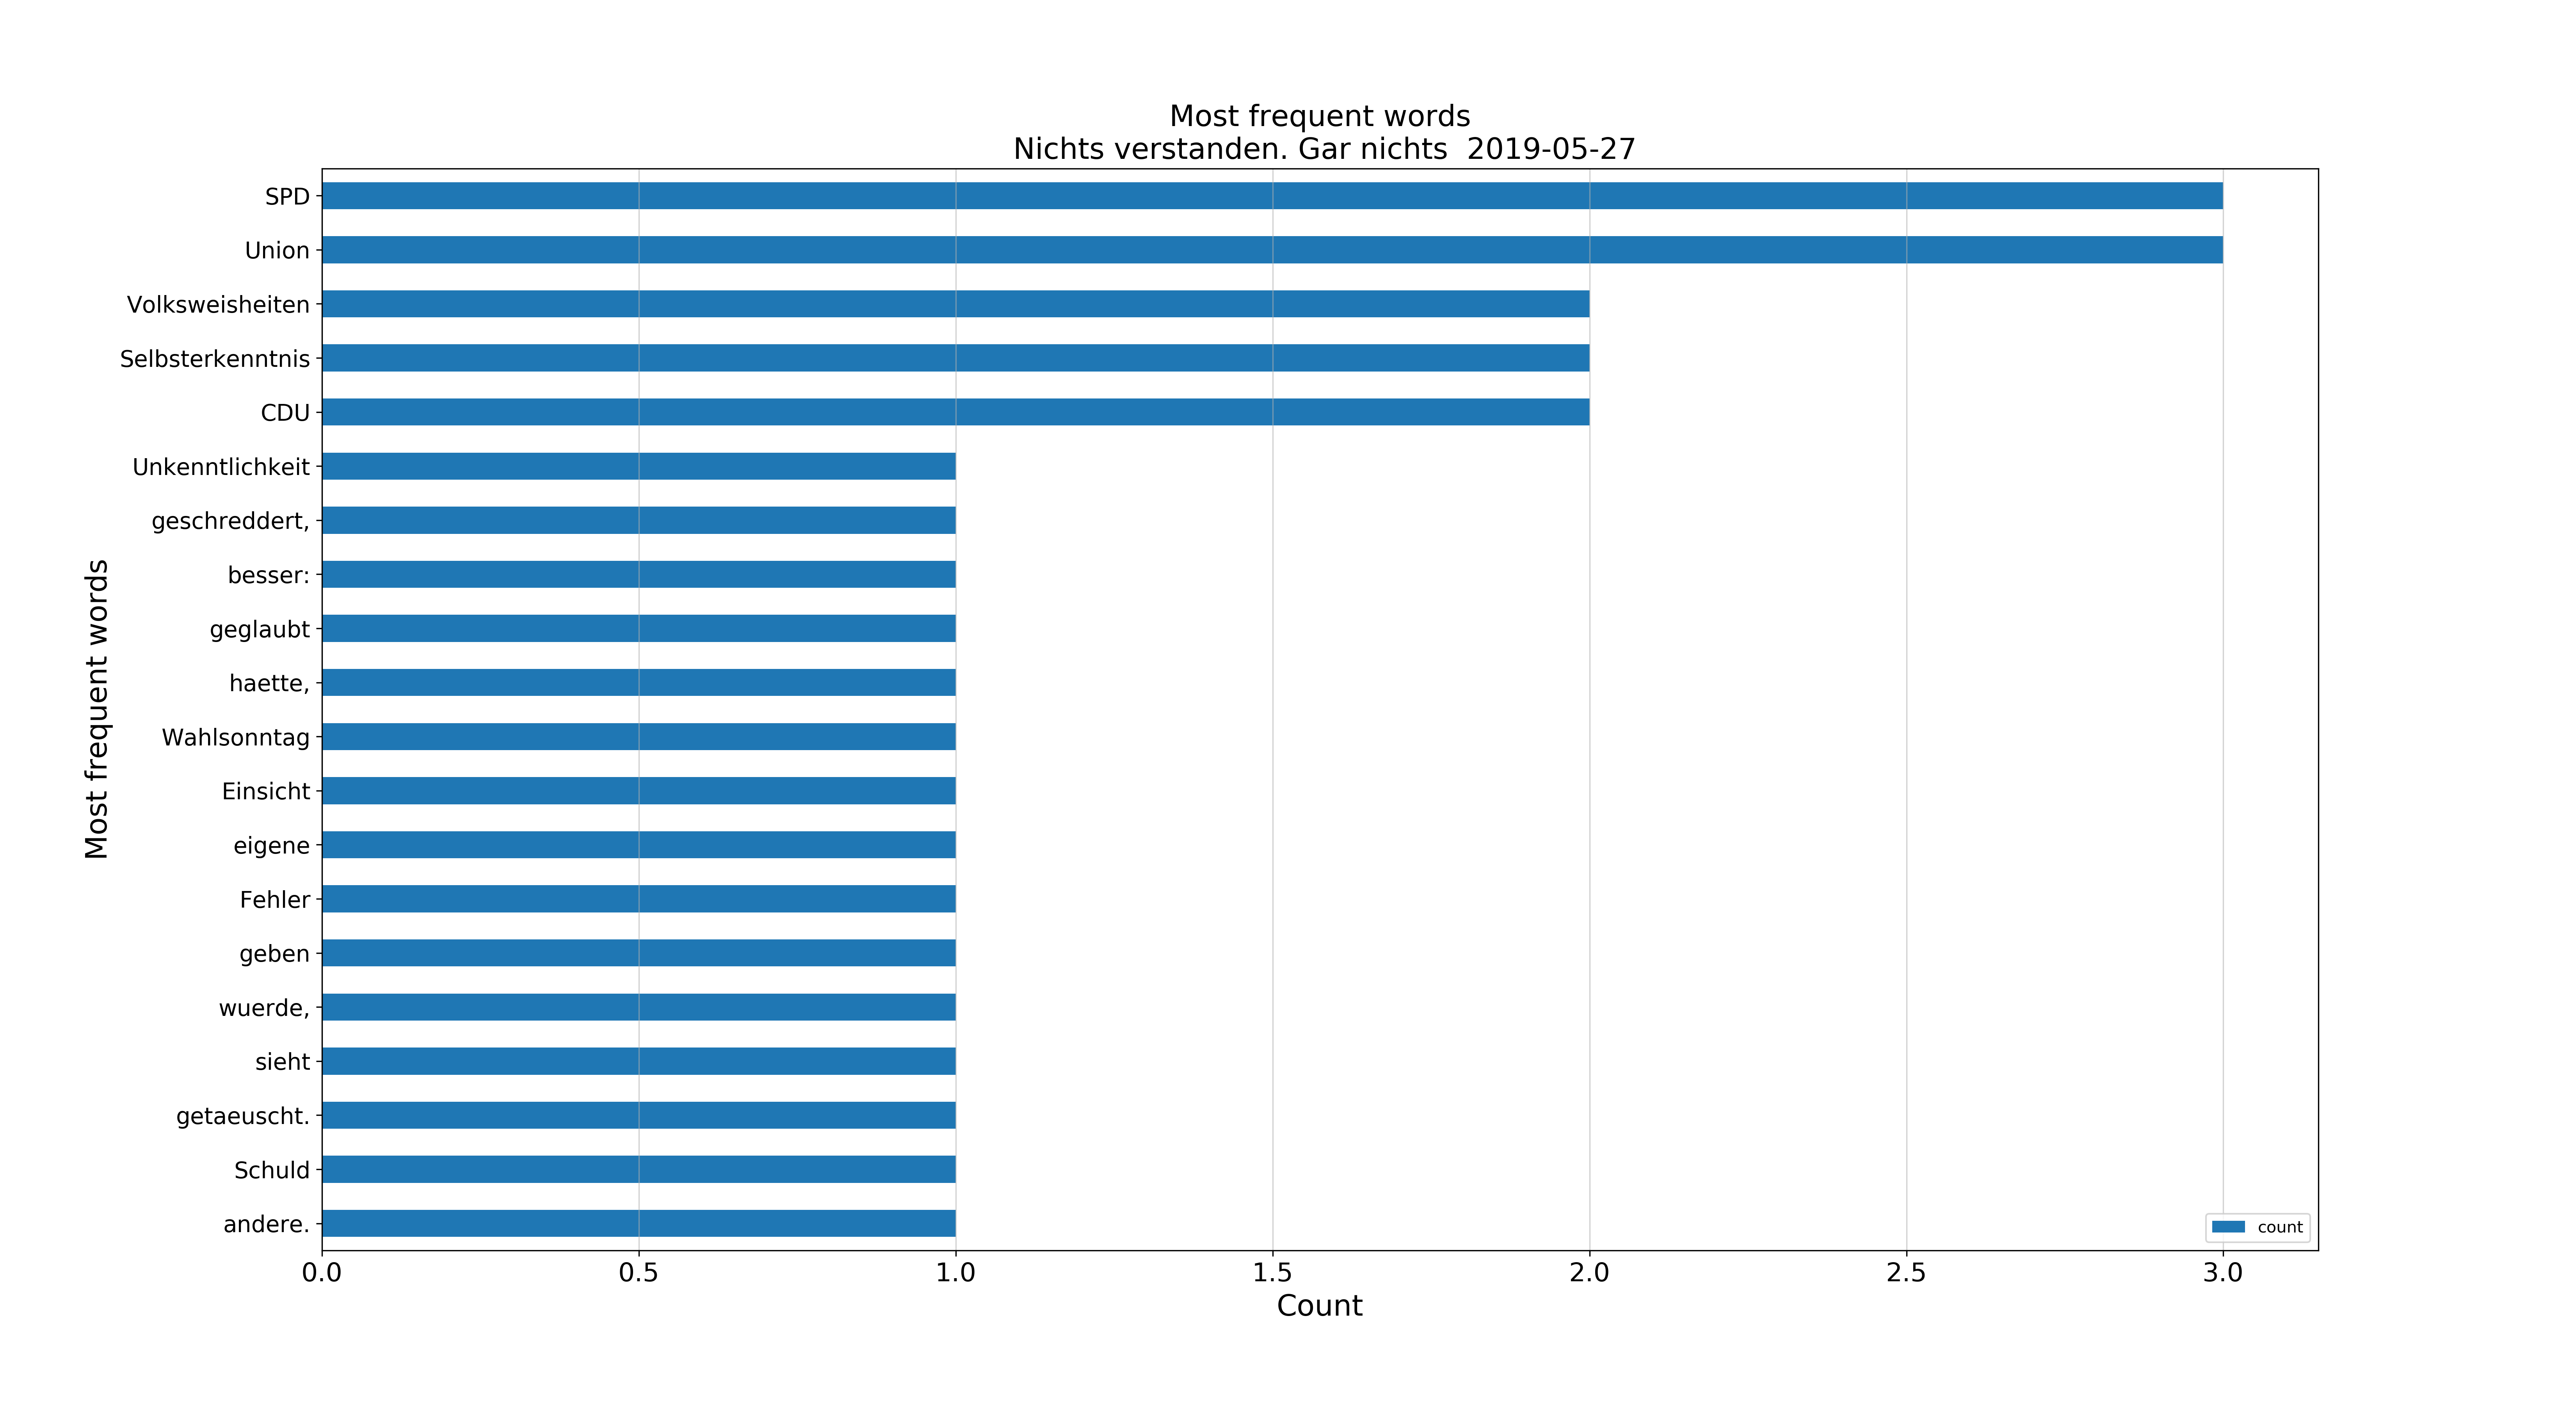 Most frequent words
Nichts verstanden. Gar nichts  2019-05-27
Most frequent words
SPD
Union
Volksweisheiten
Selbsterkenntnis
CDU
Unkenntlichkeit
geschreddert,
besser:
geglaubt
haette,
Wahlsonntag
Einsicht
eigene
Fehler
geben
wuerde,
sieht
getaeuscht.
Schuld
andere.
count
0.0 0.5 1.0 1.5 2.0 2.5 3.0
Count